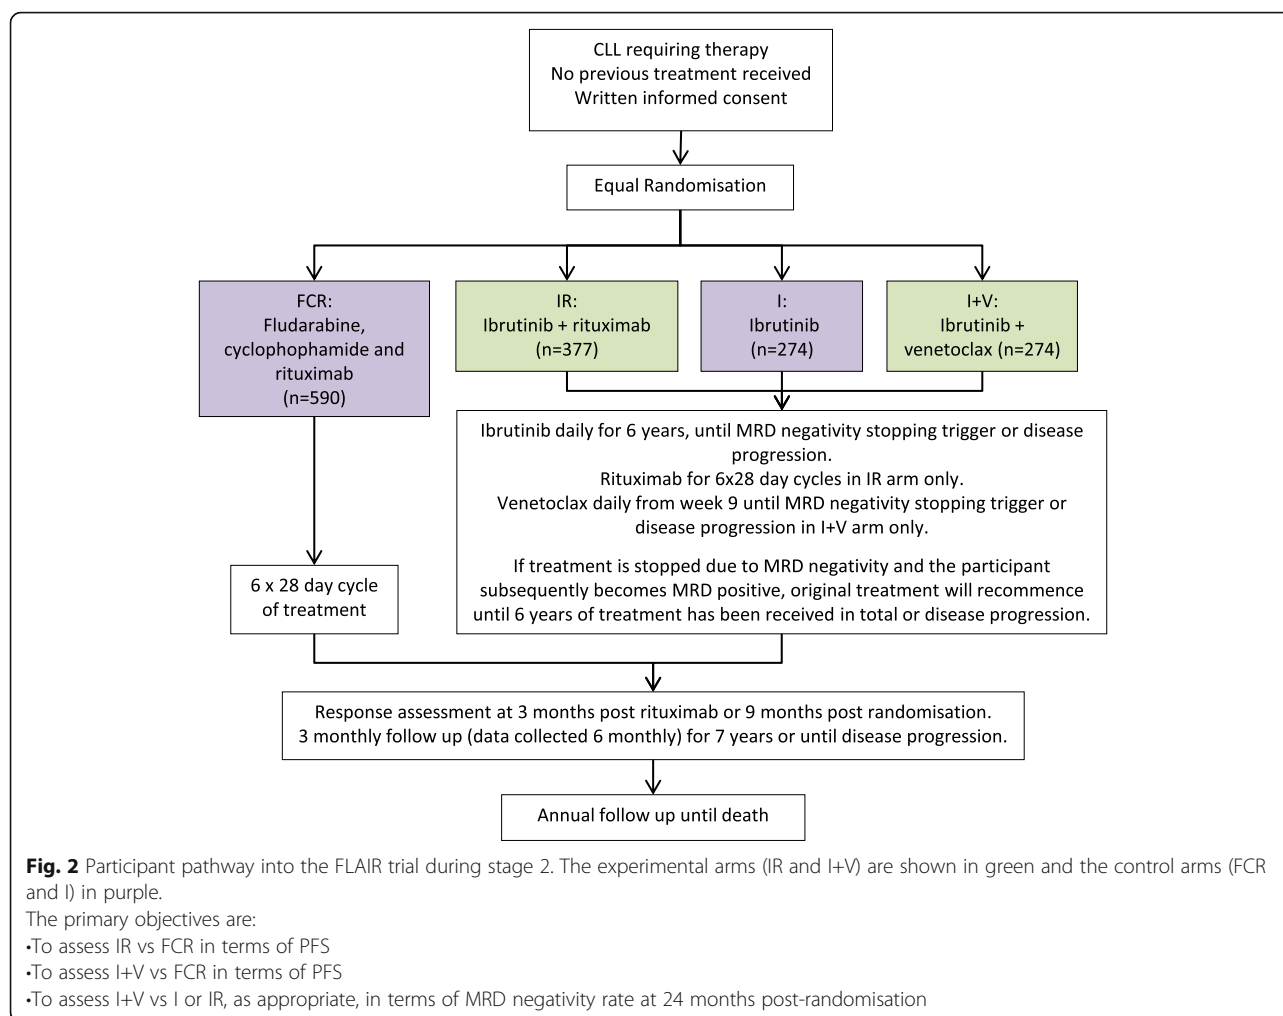 CLL requiring therapy
No previous treatment received
Written informed consent
Equal Randomisation
FCR:
Fludarabine,
cyclophophamide and
rituximab
(n=590)
IR:
Ibrutinib + rituximab
(n=377)
I:
Ibrutinib
(n=274)
I+V:
Ibrutinib +
venetoclax (n=274)
Ibrutinib daily for 6 years, until MRD negativity stopping trigger or disease
progression.
Rituximab for 6x28 day cycles in IR arm only.
Venetoclax daily from week 9 until MRD negativity stopping trigger or
disease progression in I+V arm only.
If treatment is stopped due to MRD negativity and the participant
subsequently becomes MRD positive, original treatment will recommence
until 6 years of treatment has been received in total or disease progression.
6 x 28 day cycle
of treatment
Response assessment at 3 months post rituximab or 9 months post randomisation.
3 monthly follow up (data collected 6 monthly) for 7 years or until disease progression.
Annual follow up until death
Fig. 2 Participant pathway into the FLAIR trial during stage 2. The experimental arms (IR and I+V) are shown in green and the control arms (FCR
and I) in purple.
The primary objectives are:
•To assess IR vs FCR in terms of PFS
•To assess I+V vs FCR in terms of PFS
•To assess I+V vs I or IR, as appropriate, in terms of MRD negativity rate at 24 months post-randomisation